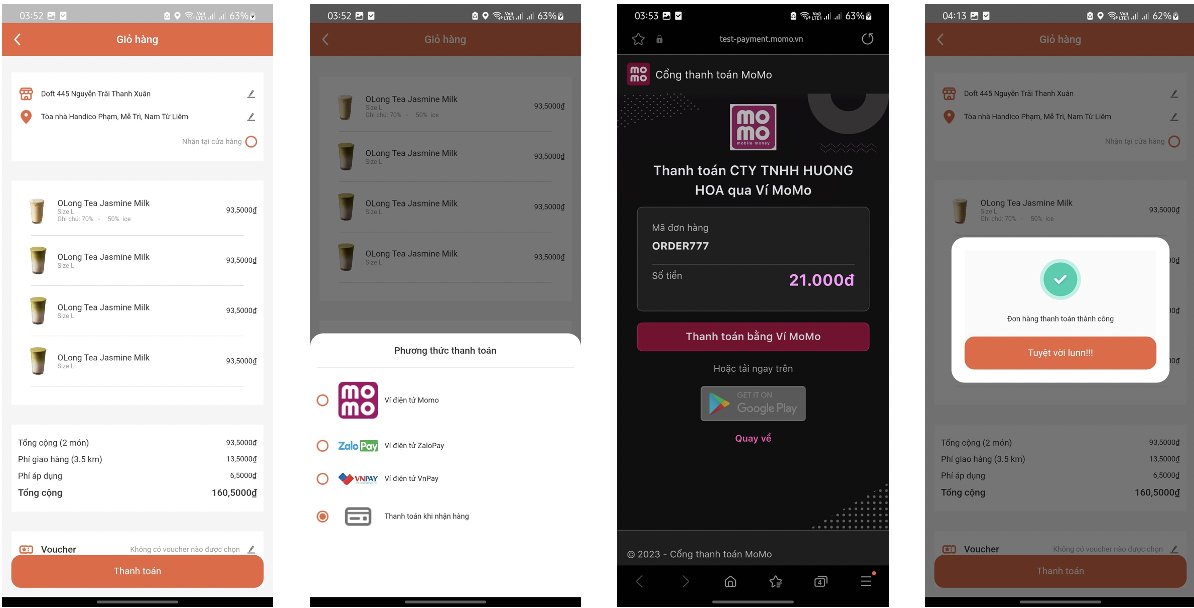 03:52
63%
Giỏ hàng
Doft 445 Nguyễn Trãi Thanh Xuân
Tòa nhà Handico Phạm, Mễ Trì, Nam Từ Liêm
Nhận tại cửa hàng
OLong Tea Jasmine Milk
Size L
Ghi chú: 70% - 50% ice
93,5000₫
OLong Tea Jasmine Milk
Size L
93,5000₫
OLong Tea Jasmine Milk
Size L
93,5000₫
OLong Tea Jasmine Milk
Size L
93,5000₫
Tổng cộng (2 món) 93,5000₫
Phí giao hàng (3.5 km) 13,5000₫
Phí áp dụng 6,5000₫
Tổng cộng 160,5000₫
Voucher Không có voucher nào được chọn
Thanh toán
03:52
63%
Giỏ hàng
OLong Tea Jasmine Milk
Size L
Ghi chú: 70% - 50% ice
93,5000₫
OLong Tea Jasmine Milk
Size L
93,5000₫
OLong Tea Jasmine Milk
Size L
93,5000₫
OLong Tea Jasmine Milk
Size L
93,5000₫
Phương thức thanh toán
mo
mo
Ví điện tử Momo
Zalo Pay
Ví điện tử ZaloPay
VNPAY
Ví điện tử VnPay
Thanh toán khi nhận hàng
03:53
63%
test-payment.momo.vn
mo
mo
Cổng thanh toán MoMo
mo
mo
mobile money
Thanh toán CTY TNHH HUONG
HOA qua Ví MoMo
Mã đơn hàng
ORDER777
Số tiền 21.000đ
Thanh toán bằng Ví MoMo
Hoặc tải ngay trên
GET IT ON
Google Play
Quay về
© 2023 - Cổng thanh toán MoMo
4
04:13
62%
Giỏ hàng
Doft 445 Nguyễn Trãi Thanh Xuân
Tòa nhà Handico Phạm, Mễ Trì, Nam Từ Liêm
Nhận tại cửa hàng
OLong Tea Jasmine Milk
Size L
Ghi chú: 70% - 50% ice
93,5000₫
Đơn hàng thanh toán thành công
Tuyệt vời lunn!!!
Tổng cộng (2 món) 93,5000₫
Phí giao hàng (3.5 km) 13,5000₫
Phí áp dụng 6,5000₫
Tổng cộng 160,5000₫
Voucher Không có voucher nào được chọn
Thanh toán